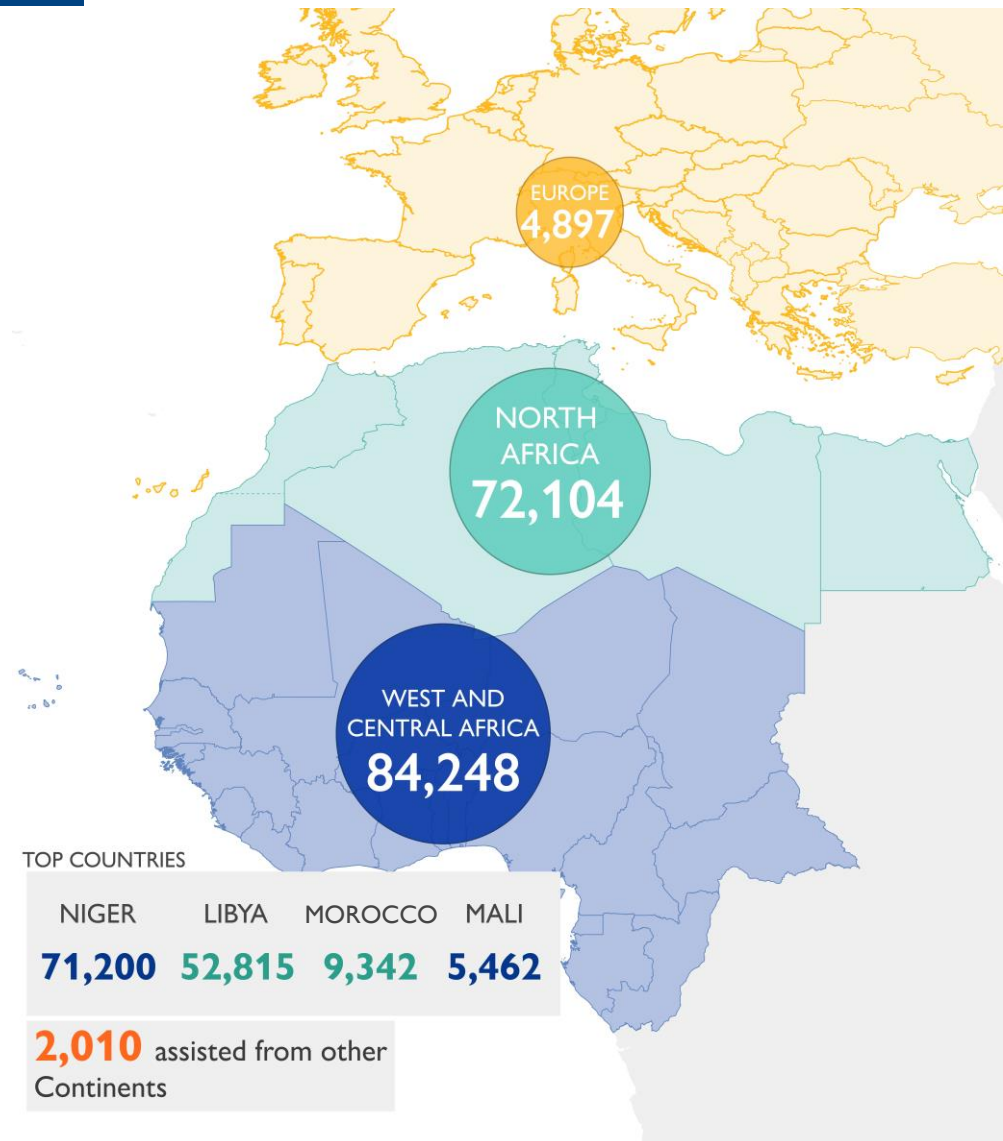 EUROPE
4,897
NORTH
AFRICA
72,104
WEST AND
CENTRAL AFRICA
84,248
TOP COUNTRIES
NIGER LIBYA MOROCCO MALI
71,200 52,815 9,342 5,462
2,010 assisted from other
Continents